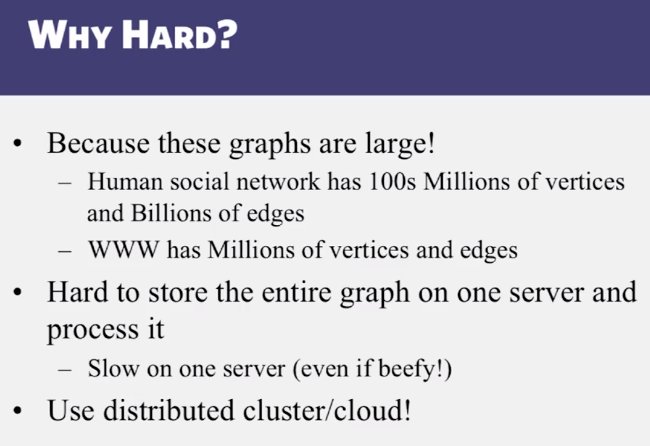 WHY HARD?
• Because these graphs are large!
– Human social network has 100s Millions of vertices
and Billions of edges
– WWW has Millions of vertices and edges
• Hard to store the entire graph on one server and
process it
– Slow on one server (even if beefy!)
• Use distributed cluster/cloud!